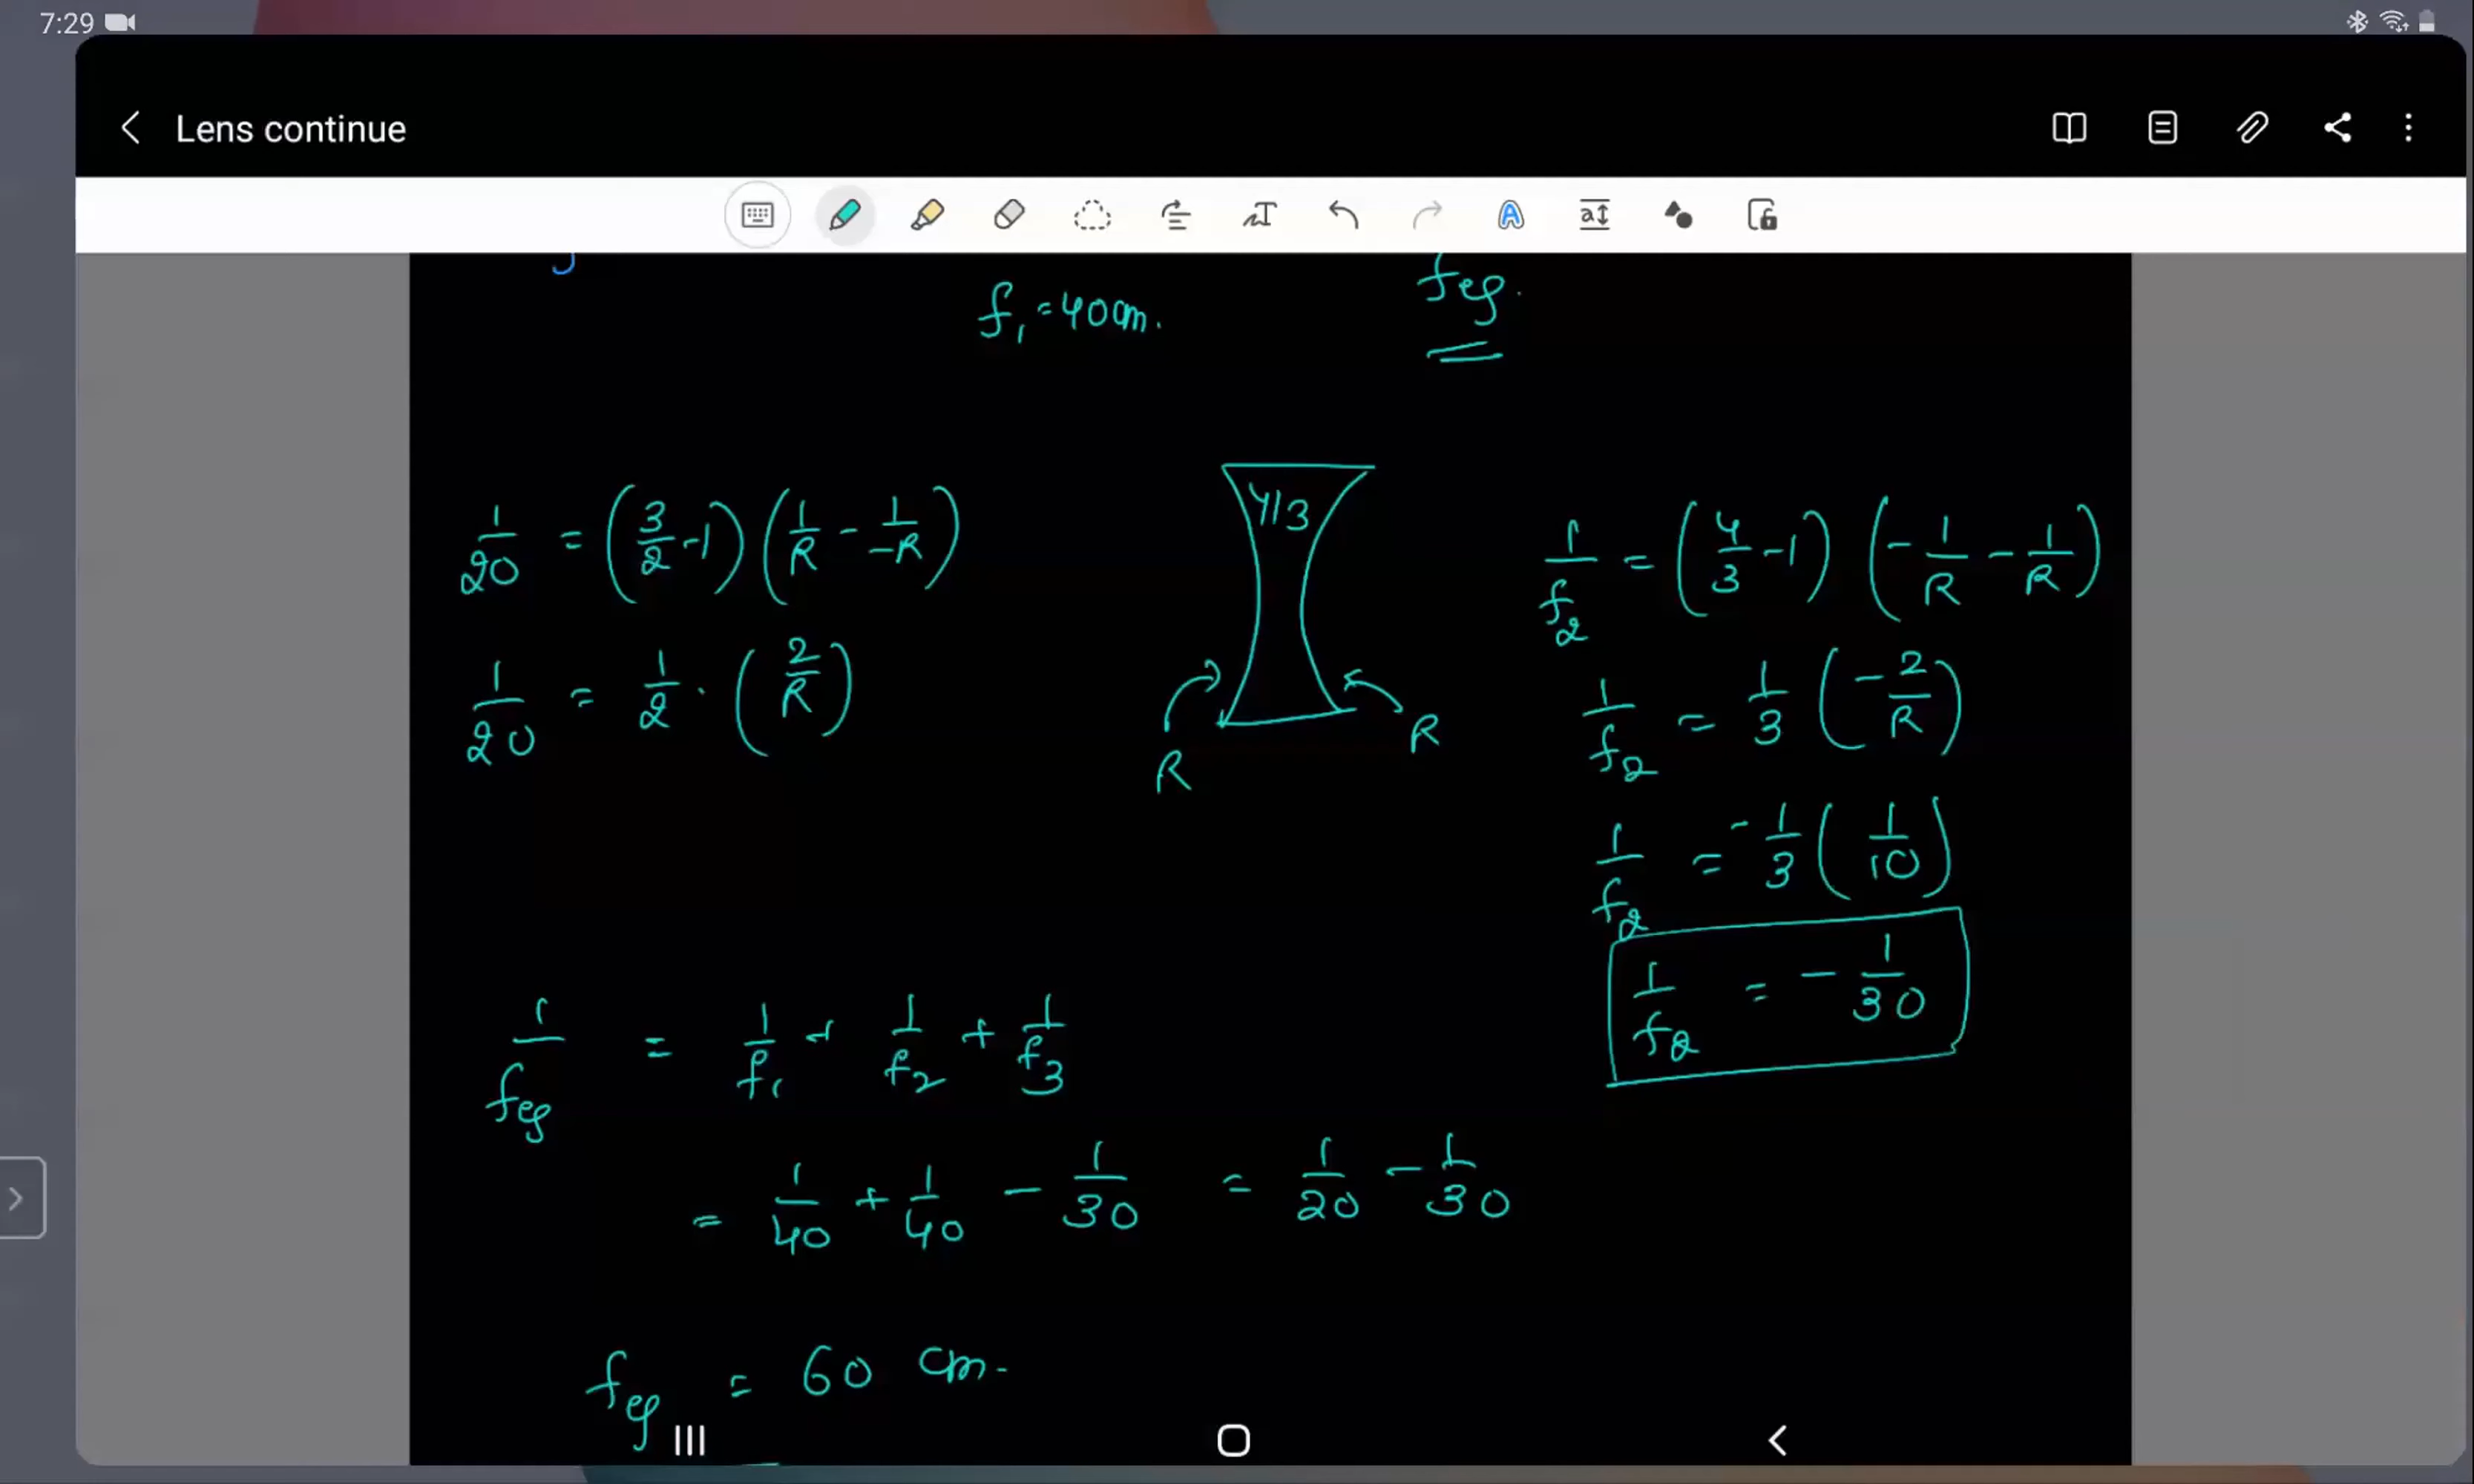 7:29
Lens continue
f₁ = 40cm.
feq.
1/20 = (3/2 - 1) (1/R - 1/-R)
1/20 = 1/2 . (2/R)
4/3
R
R
1/f₂ = (4/3 - 1) (- 1/R - 1/R)
1/f₂ = 1/3 (- 2/R)
1/f₂ = - 1/3 (1/10)
1/f₂ = - 1/30
1/feq = 1/f₁ + 1/f₂ + 1/f₃
= 1/40 + 1/40 - 1/30 = 1/20 - 1/30
feq = 60 cm.